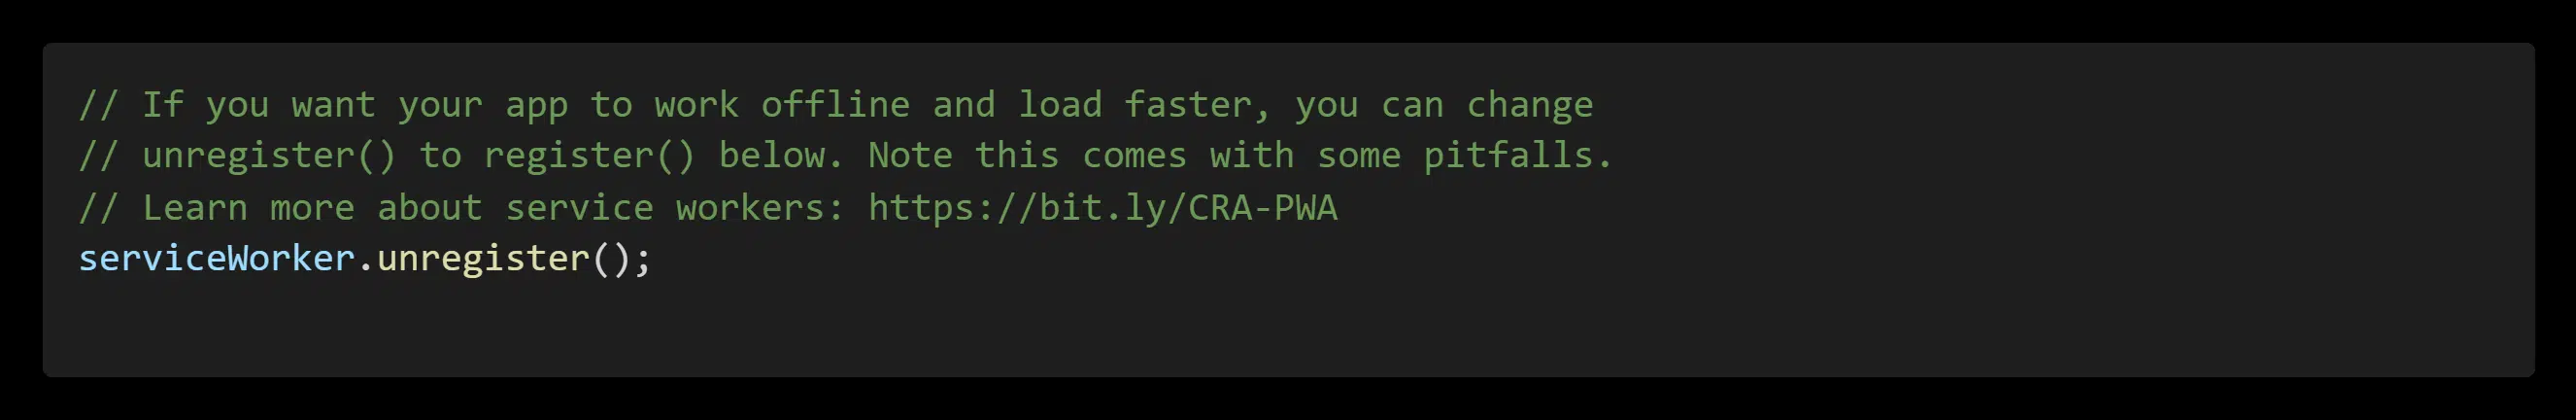 // If you want your app to work offline and load faster, you can change
// unregister() to register() below. Note this comes with some pitfalls.
// Learn more about service workers: https://bit.ly/CRA-PWA
serviceWorker.unregister();